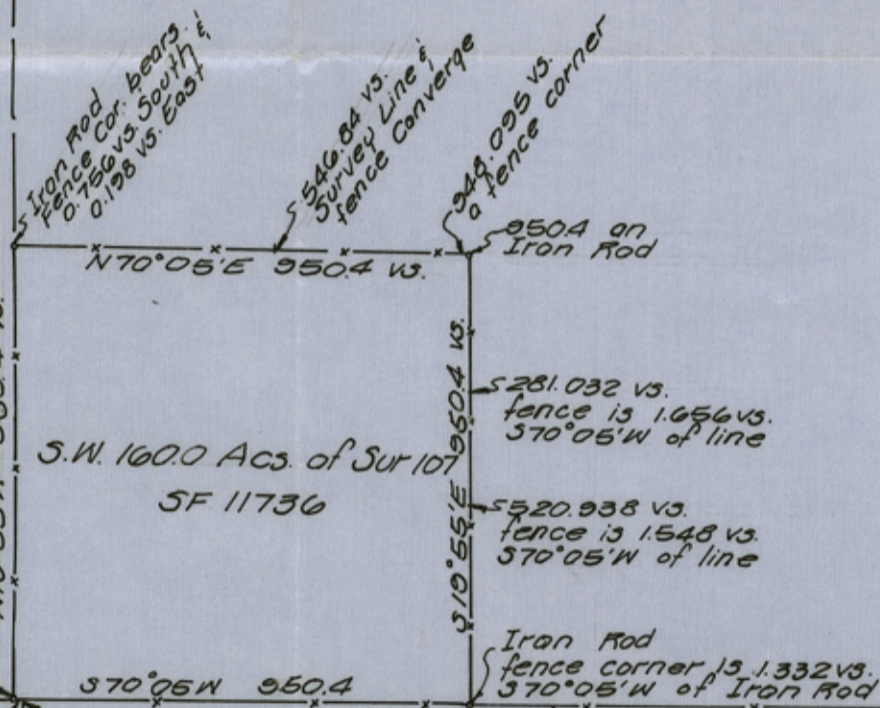 Iron Rod
Fence Cor. bears
0.756 vs. South &
0.198 vs. East
546.84 vs.
Survey Line &
fence Converge
948.095 vs.
a fence corner
950.4 an
Iron Rod
N70°05'E 950.4 vs.
S19°55'E 950.4 vs.
281.032 vs.
fence is 1.656 vs.
S70°05'W of line
S.W. 160.0 Acs. of Sur 107
SF 11736
520.938 vs.
fence is 1.548 vs.
S70°05'W of line
Iron Rod
fence corner is 1.332 vs.
S70°05'W of Iron Rod
S70°05W 950.4